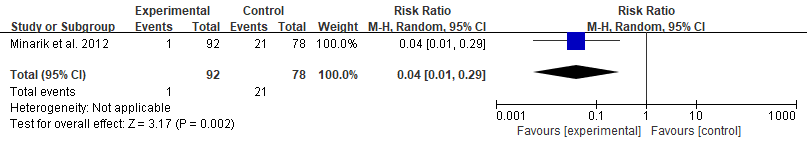 Experimental Control Risk Ratio Risk Ratio
Study or Subgroup Events Total Events Total Weight M-H, Random, 95% CI M-H, Random, 95% CI
Minarik et al. 2012 1 92 21 78 100.0% 0.04 [0.01, 0.29]
Total (95% CI) 92 78 100.0% 0.04 [0.01, 0.29]
Total events 1 21
Heterogeneity: Not applicable
Test for overall effect: Z = 3.17 (P = 0.002)
0.001 0.1 1 10 1000
Favours [experimental] Favours [control]